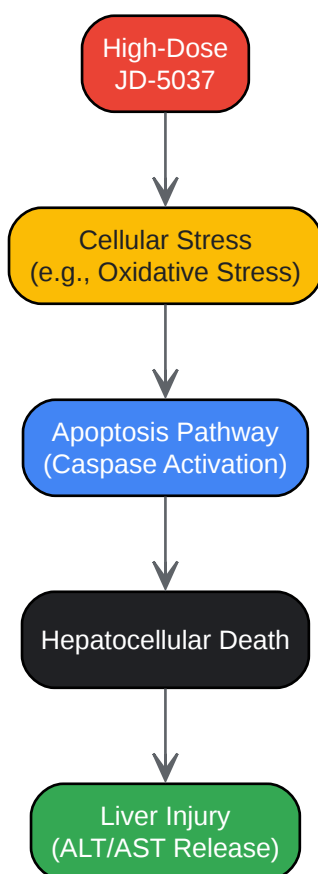 High-Dose
JD-5037
Cellular Stress
(e.g., Oxidative Stress)
Apoptosis Pathway
(Caspase Activation)
Hepatocellular Death
Liver Injury
(ALT/AST Release)